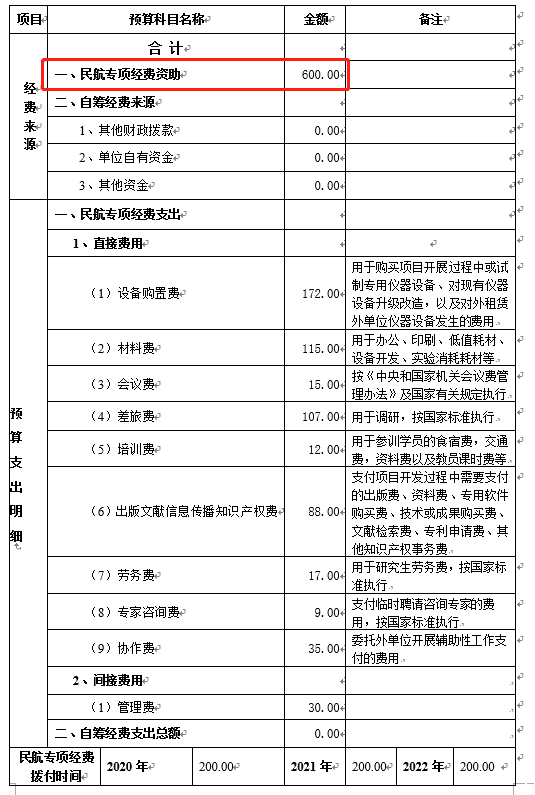 项目 预算科目名称 金额 备注
经费来源
合 计
一、民航专项经费资助 600.00
二、自筹经费来源
1、其他财政拨款 0.00
2、单位自有资金 0.00
3、其他资金 0.00
预算支出明细
一、民航专项经费支出
1、直接费用
（1）设备购置费 172.00
用于购买项目开展过程中或试
制专用仪器设备、对现有仪器
设备升级改造，以及对外租赁
外单位仪器设备发生的费用
（2）材料费 115.00
用于办公、印刷、低值耗材、
设备开发、实验消耗耗材等
（3）会议费 15.00
按《中央和国家机关会议费管
理办法》及国家有关规定执行
（4）差旅费 107.00 用于调研，按国家标准执行
（5）培训费 12.00
用于参训学员的食宿费，交通
费，资料费以及教员课时费等
（6）出版文献信息传播知识产权费 88.00
支付项目开发过程中需要支付
的出版费、资料费、专用软件
购买费、技术或成果购买费、
文献检索费、专利申请费、其
他知识产权事务费
（7）劳务费 17.00
用于研究生劳务费，按国家标
准执行
（8）专家咨询费 9.00
支付临时聘请咨询专家的费
用，按国家标准执行
（9）协作费 35.00
委托外单位开展辅助性工作支
付的费用
2、间接费用
（1）管理费 30.00
二、自筹经费支出总额 0.00
民航专项经费
拨付时间
2020 年 200.00 2021 年 200.00 2022 年 200.00